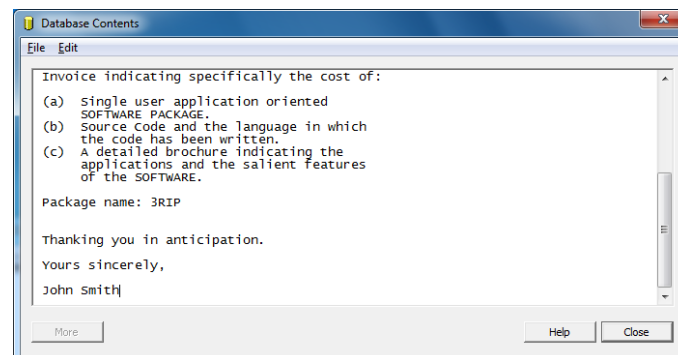 Database Contents
File Edit
Invoice indicating specifically the cost of:
(a) Single user application oriented
SOFTWARE PACKAGE.
(b) Source Code and the language in which
the code has been written.
(c) A detailed brochure indicating the
applications and the salient features
of the SOFTWARE.
Package name: 3RIP
Thanking you in anticipation.
Yours sincerely,
John Smith
More Help Close